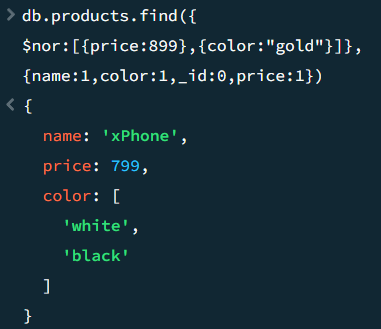 > db.products.find({
$nor:[{price:899},{color:"gold"}]},
{name:1,color:1,_id:0,price:1})
< {
name: 'xPhone',
price: 799,
color: [
'white',
'black'
]
}